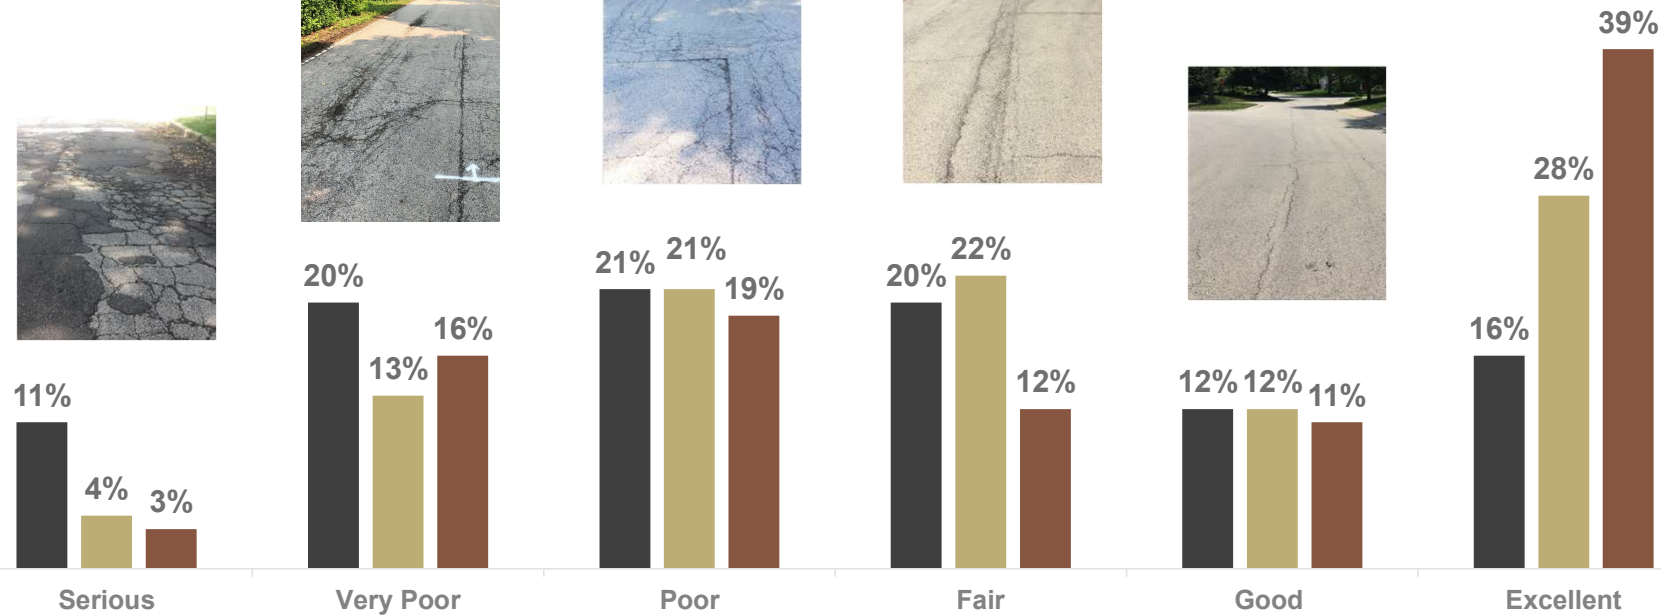 11% 4% 3%
20% 13% 16%
21% 21% 19%
20% 22% 12%
12% 12% 11%
16% 28% 39%
Serious Very Poor Poor Fair Good Excellent